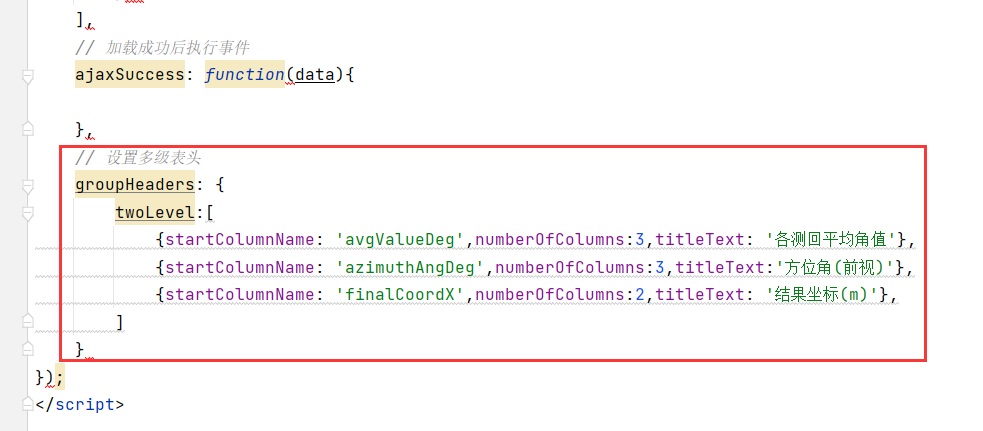 ],
// 加载成功后执行事件
ajaxSuccess: function(data){
},
// 设置多级表头
groupHeaders: {
twoLevel:[
{startColumnName: 'avgValueDeg',numberOfColumns:3,titleText: '各测回平均角值'},
{startColumnName: 'azimuthAngDeg',numberOfColumns:3,titleText:'方位角(前视)'},
{startColumnName: 'finalCoordX',numberOfColumns:2,titleText: '结果坐标(m)'},
]
}
});
</script>